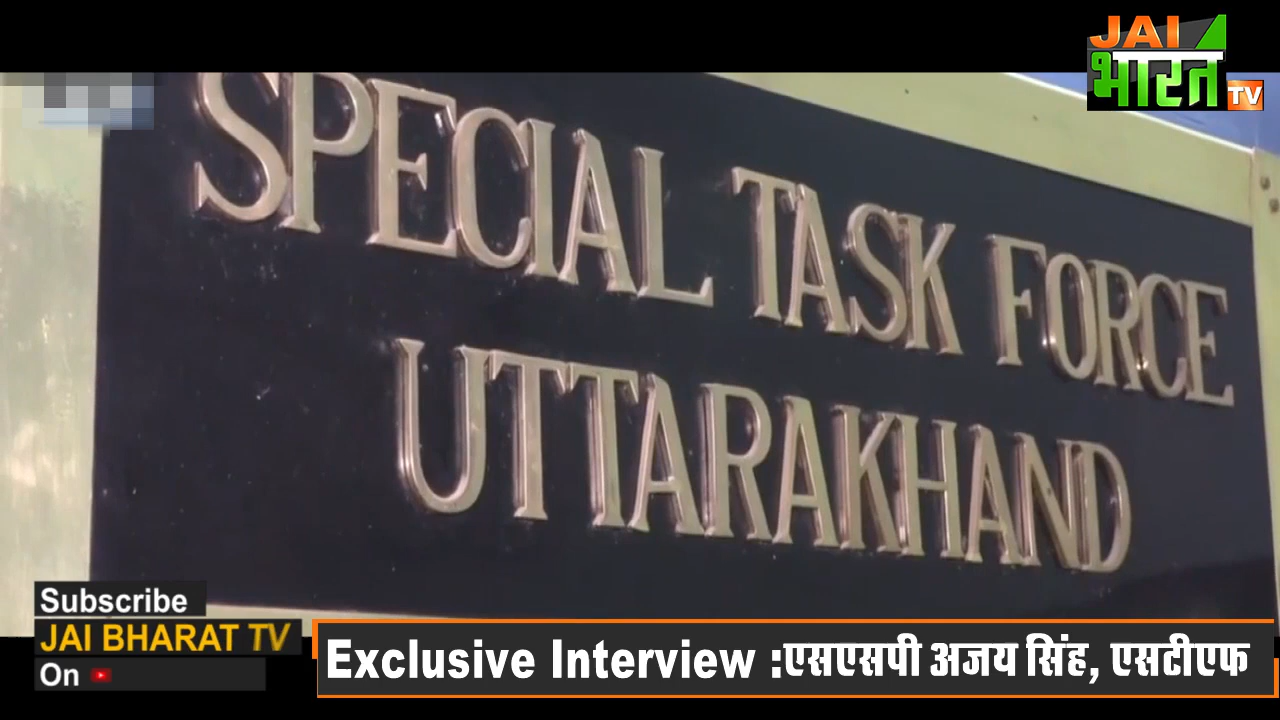 JAI
भारत
TV
SPECIAL TASK FORCE
UTTARAKHAND
Subscribe
JAI BHARAT TV
On
Exclusive Interview :एसएसपी अजय सिंह, एसटीएफ